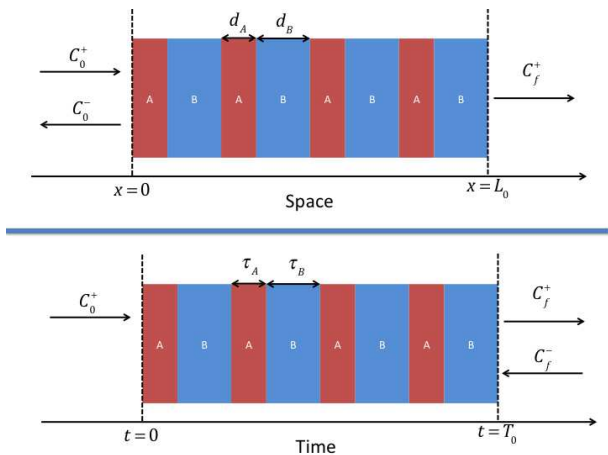 d_A d_B
C_0^+
C_f^+
A B A B A B A B
C_0^-
x = 0
x = L_0
Space
τ_A τ_B
C_0^+
C_f^+
A B A B A B A B
C_f^-
t = 0
t = T_0
Time